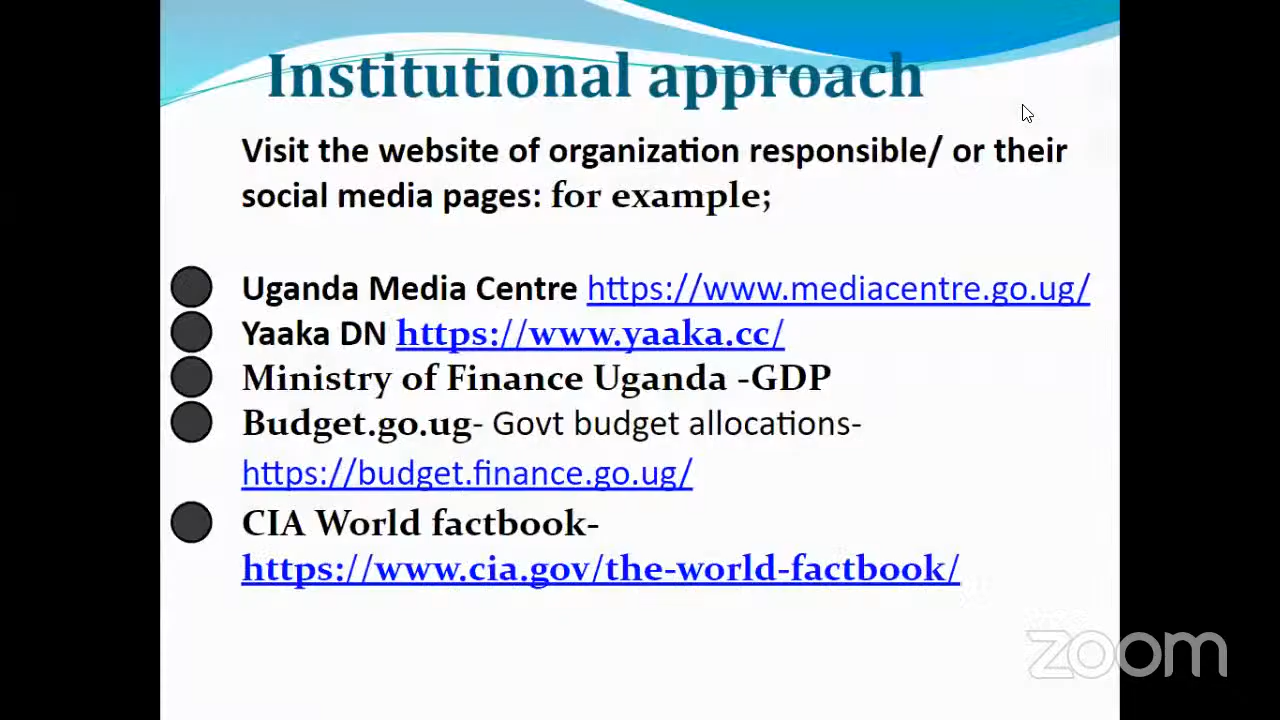 Institutional approach
Visit the website of organization responsible/ or their
social media pages: for example;
Uganda Media Centre https://www.mediacentre.go.ug/
Yaaka DN https://www.yaaka.cc/
Ministry of Finance Uganda -GDP
Budget.go.ug- Govt budget allocations-
https://budget.finance.go.ug/
CIA World factbook-
https://www.cia.gov/the-world-factbook/
zoom